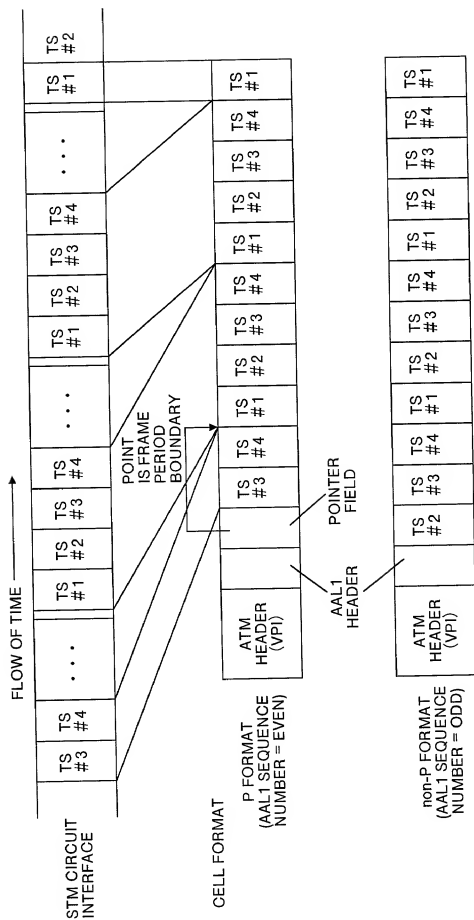 FLOW OF TIME
STM CIRCUIT
INTERFACE
TS
#3
TS
#4
. . .
TS
#1
TS
#2
TS
#3
TS
#4
. . .
TS
#1
TS
#2
TS
#3
TS
#4
. . .
TS
#1
TS
#2
POINT
IS FRAME
PERIOD
BOUNDARY
CELL FORMAT
P FORMAT
(AAL1 SEQUENCE
NUMBER = EVEN)
ATM
HEADER
(VPI)
TS
#3
TS
#4
TS
#1
TS
#2
TS
#3
TS
#4
TS
#1
TS
#2
TS
#3
TS
#4
TS
#1
AAL1
HEADER
POINTER
FIELD
non-P FORMAT
(AAL1 SEQUENCE
NUMBER = ODD)
ATM
HEADER
(VPI)
TS
#2
TS
#3
TS
#4
TS
#1
TS
#2
TS
#3
TS
#4
TS
#1
TS
#2
TS
#3
TS
#4
TS
#1